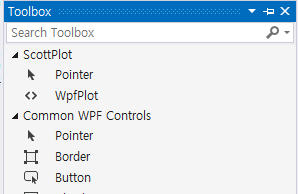 Toolbox
Search Toolbox
ScottPlot
Pointer
WpfPlot
Common WPF Controls
Pointer
Border
Button